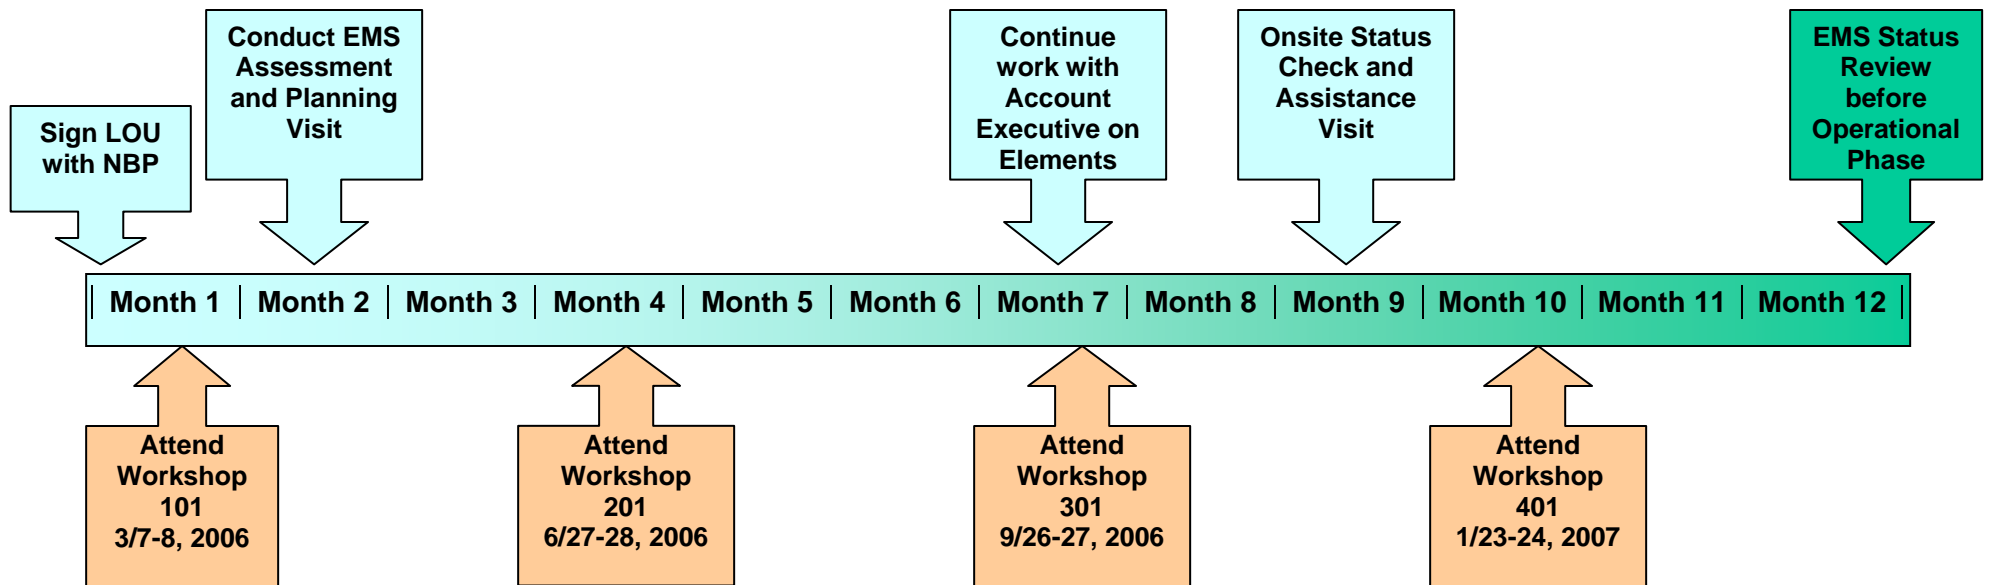 Sign LOU
with NBP
Conduct EMS
Assessment
and Planning
Visit
Continue
work with
Account
Executive on
Elements
Onsite Status
Check and
Assistance
Visit
EMS Status
Review
before
Operational
Phase
Month 1 Month 2 Month 3 Month 4 Month 5 Month 6 Month 7 Month 8 Month 9 Month 10 Month 11 Month 12
Attend
Workshop
101
3/7-8, 2006
Attend
Workshop
201
6/27-28, 2006
Attend
Workshop
301
9/26-27, 2006
Attend
Workshop
401
1/23-24, 2007